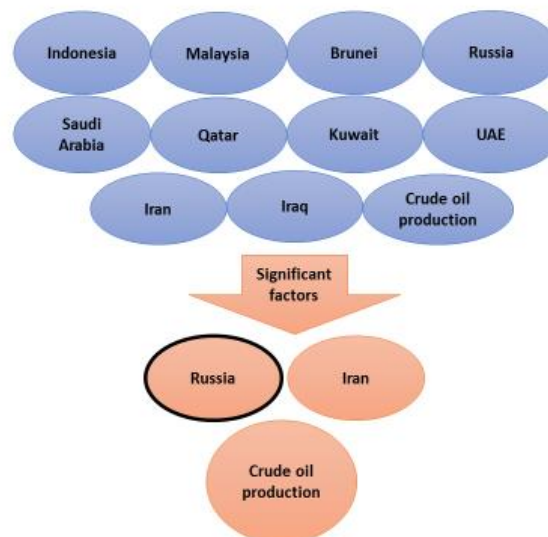 Indonesia
Malaysia
Brunei
Russia
Saudi
Arabia
Qatar
Kuwait
UAE
Iran
Iraq
Crude oil
production
Significant
factors
Russia
Iran
Crude oil
production